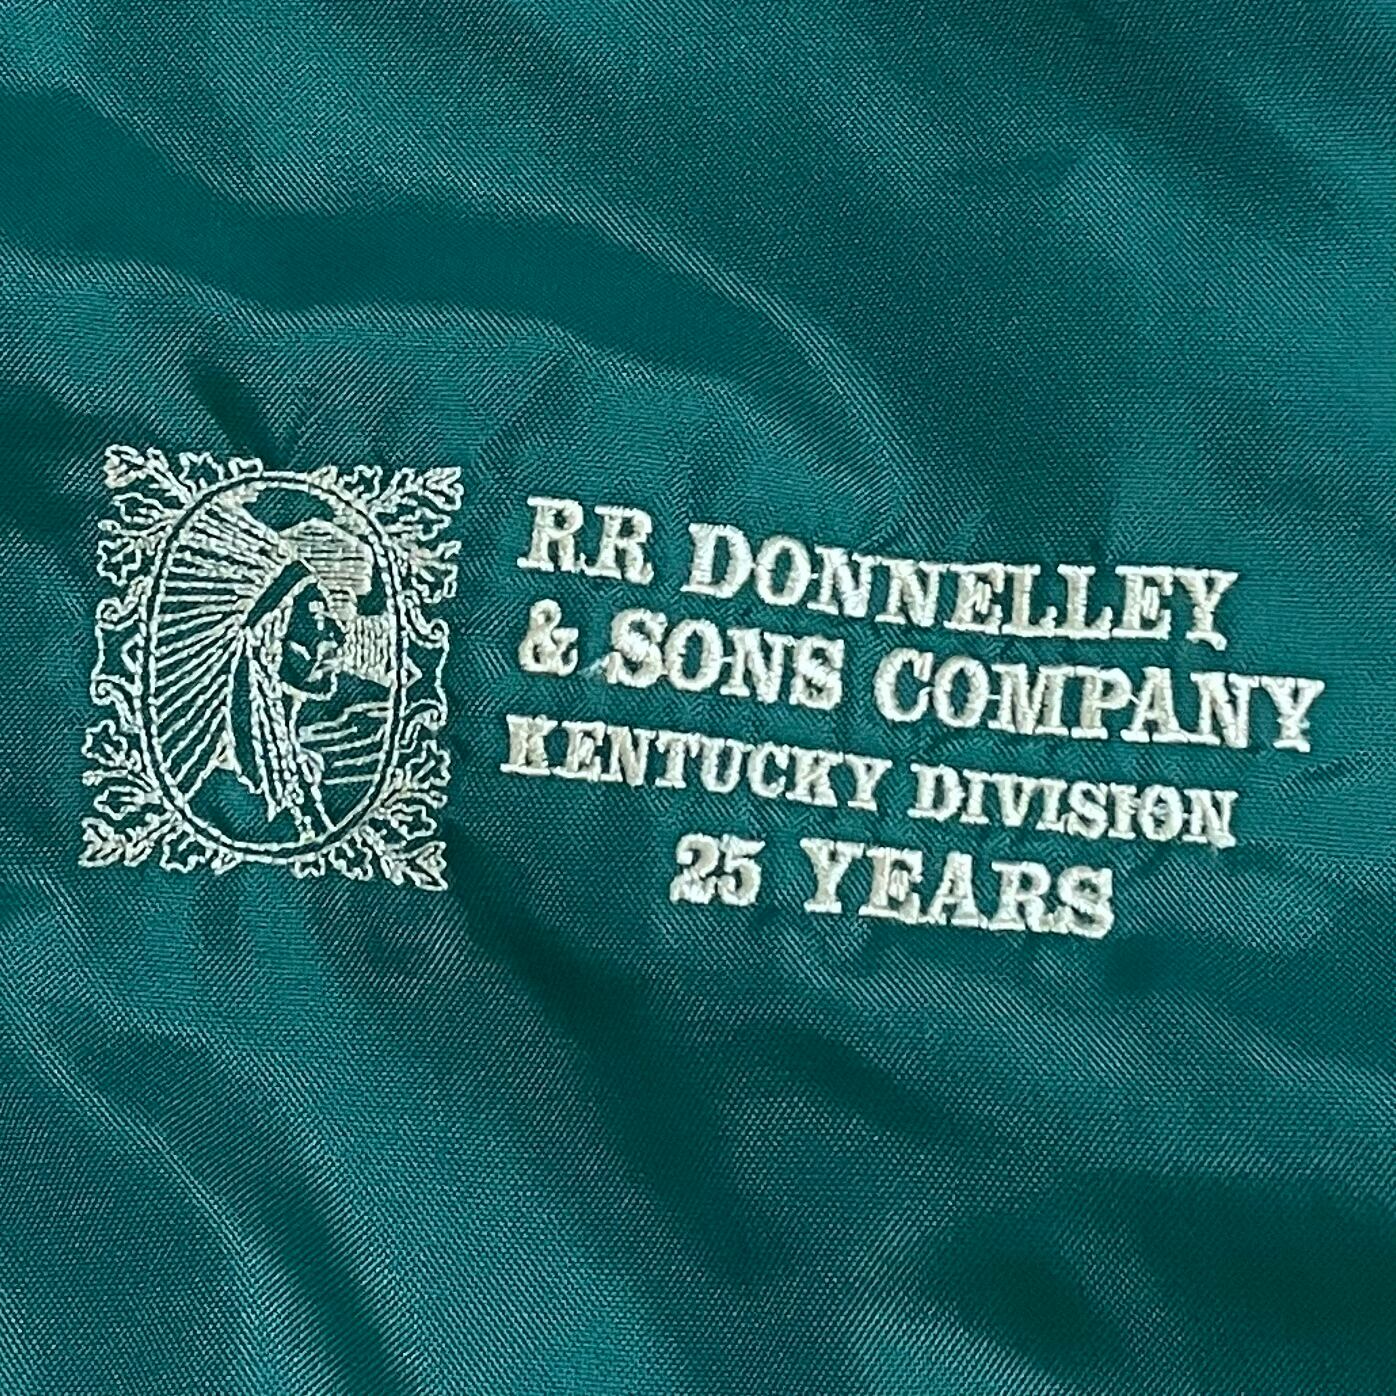 RR DONNELLEY
& SONS COMPANY
KENTUCKY DIVISION
25 YEARS